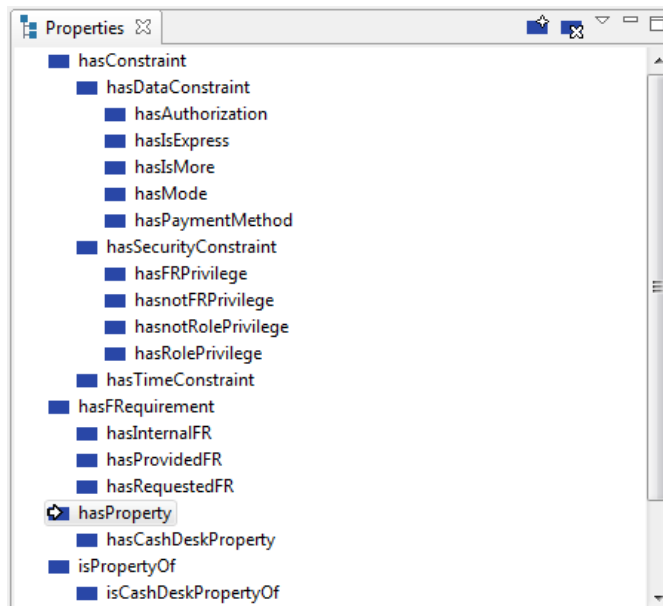 Properties
hasConstraint
hasDataConstraint
hasAuthorization
hasIsExpress
hasIsMore
hasMode
hasPaymentMethod
hasSecurityConstraint
hasFRPrivilege
hasnotFRPrivilege
hasnotRolePrivilege
hasRolePrivilege
hasTimeConstraint
hasFRequirement
hasInternalFR
hasProvidedFR
hasRequestedFR
hasProperty
hasCashDeskProperty
isPropertyOf
isCashDeskPropertyOf